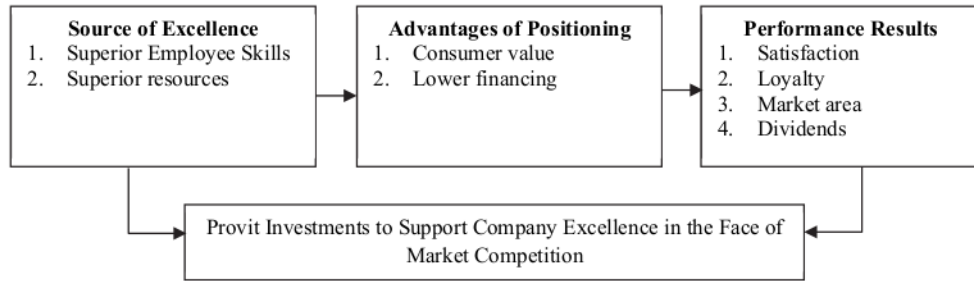 Source of Excellence
1. Superior Employee Skills
2. Superior resources
Advantages of Positioning
1. Consumer value
2. Lower financing
Performance Results
1. Satisfaction
2. Loyalty
3. Market area
4. Dividends
Provit Investments to Support Company Excellence in the Face of
Market Competition